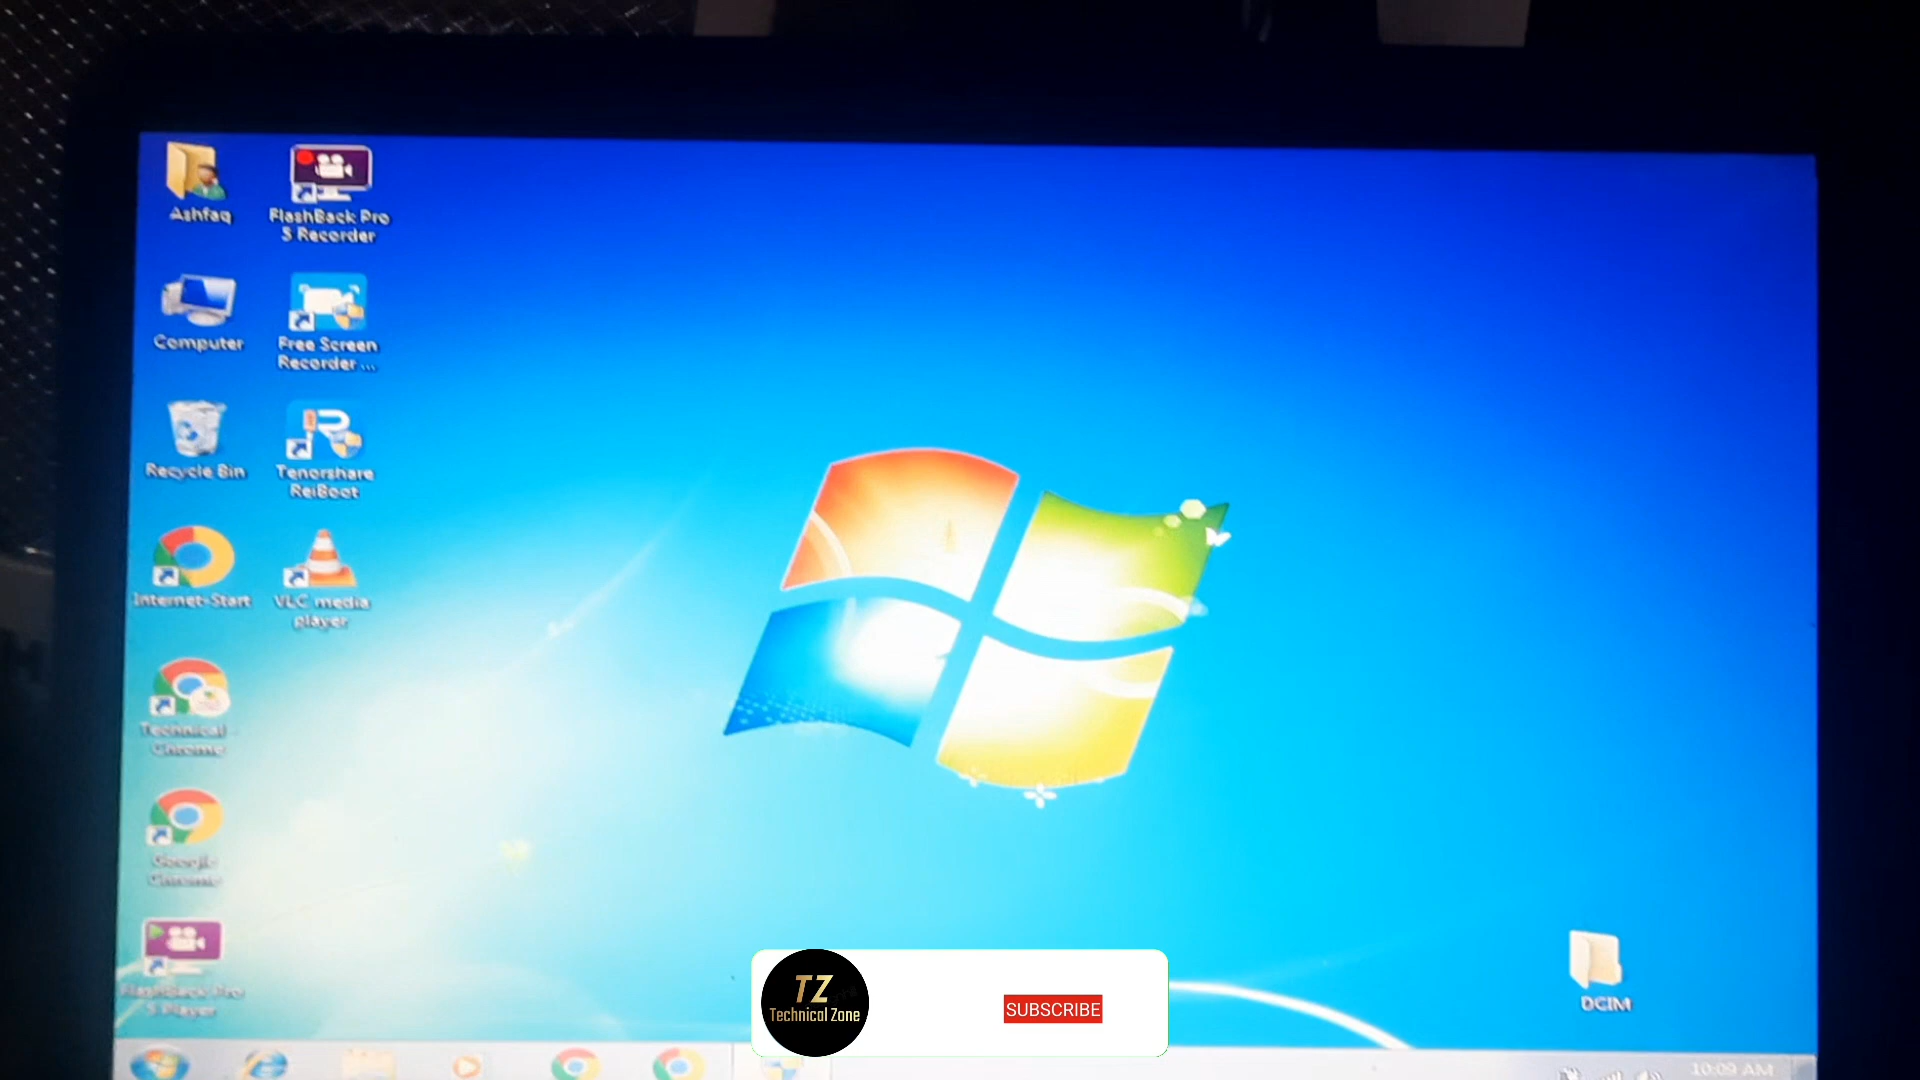 Ashfaq
FlashBack Pro
5 Recorder
Computer
Free Screen
Recorder ...
Recycle Bin
Tenorshare
ReiBoot
Internet-Start
VLC media
player
Technical -
Chrome
Google
Chrome
FlashBack Pro
5 Player
DCIM
TZ
Technical Zone
SUBSCRIBE
10:09 AM